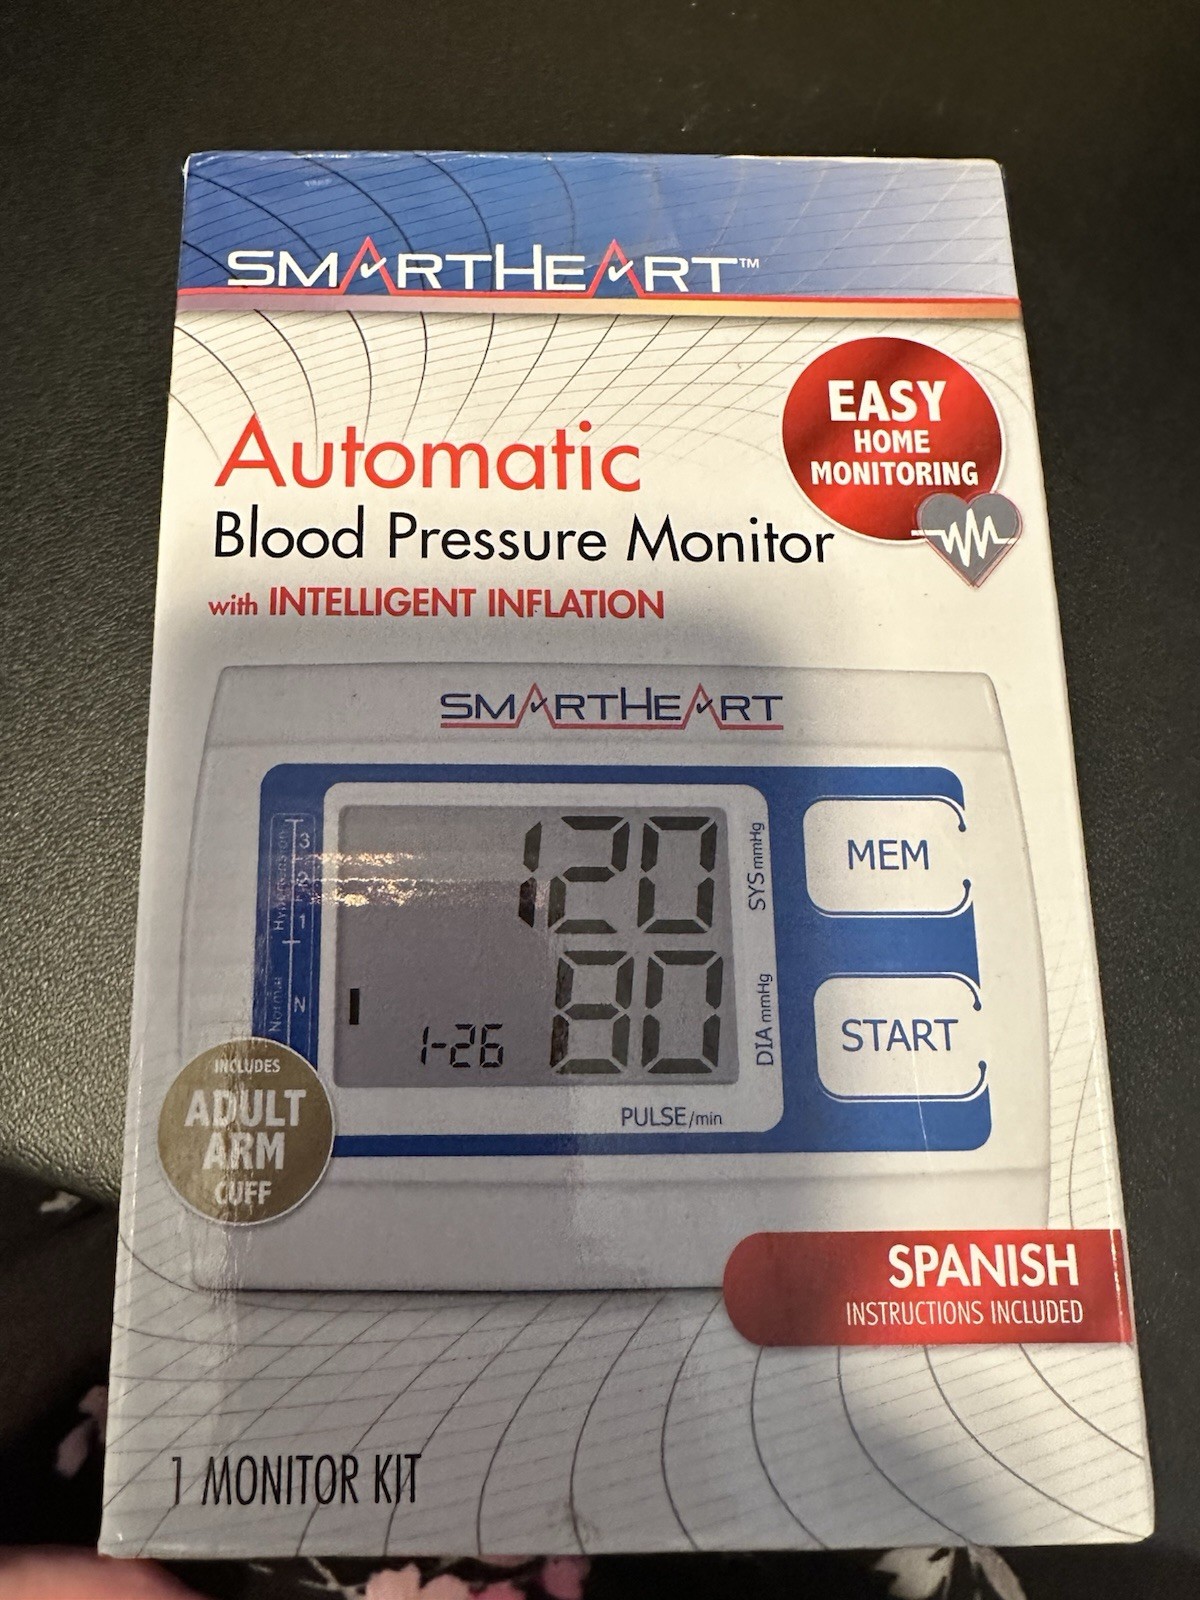 SMARTHEART™
EASY
HOME
MONITORING
Automatic
Blood Pressure Monitor
with INTELLIGENT INFLATION
SMARTHEART
120
SYS mmHg
80
DIA mmHg
1-26
PULSE/min
Hypertension
3
2
1
Normal
N
MEM
START
INCLUDES
ADULT
ARM
CUFF
SPANISH
INSTRUCTIONS INCLUDED
1 MONITOR KIT